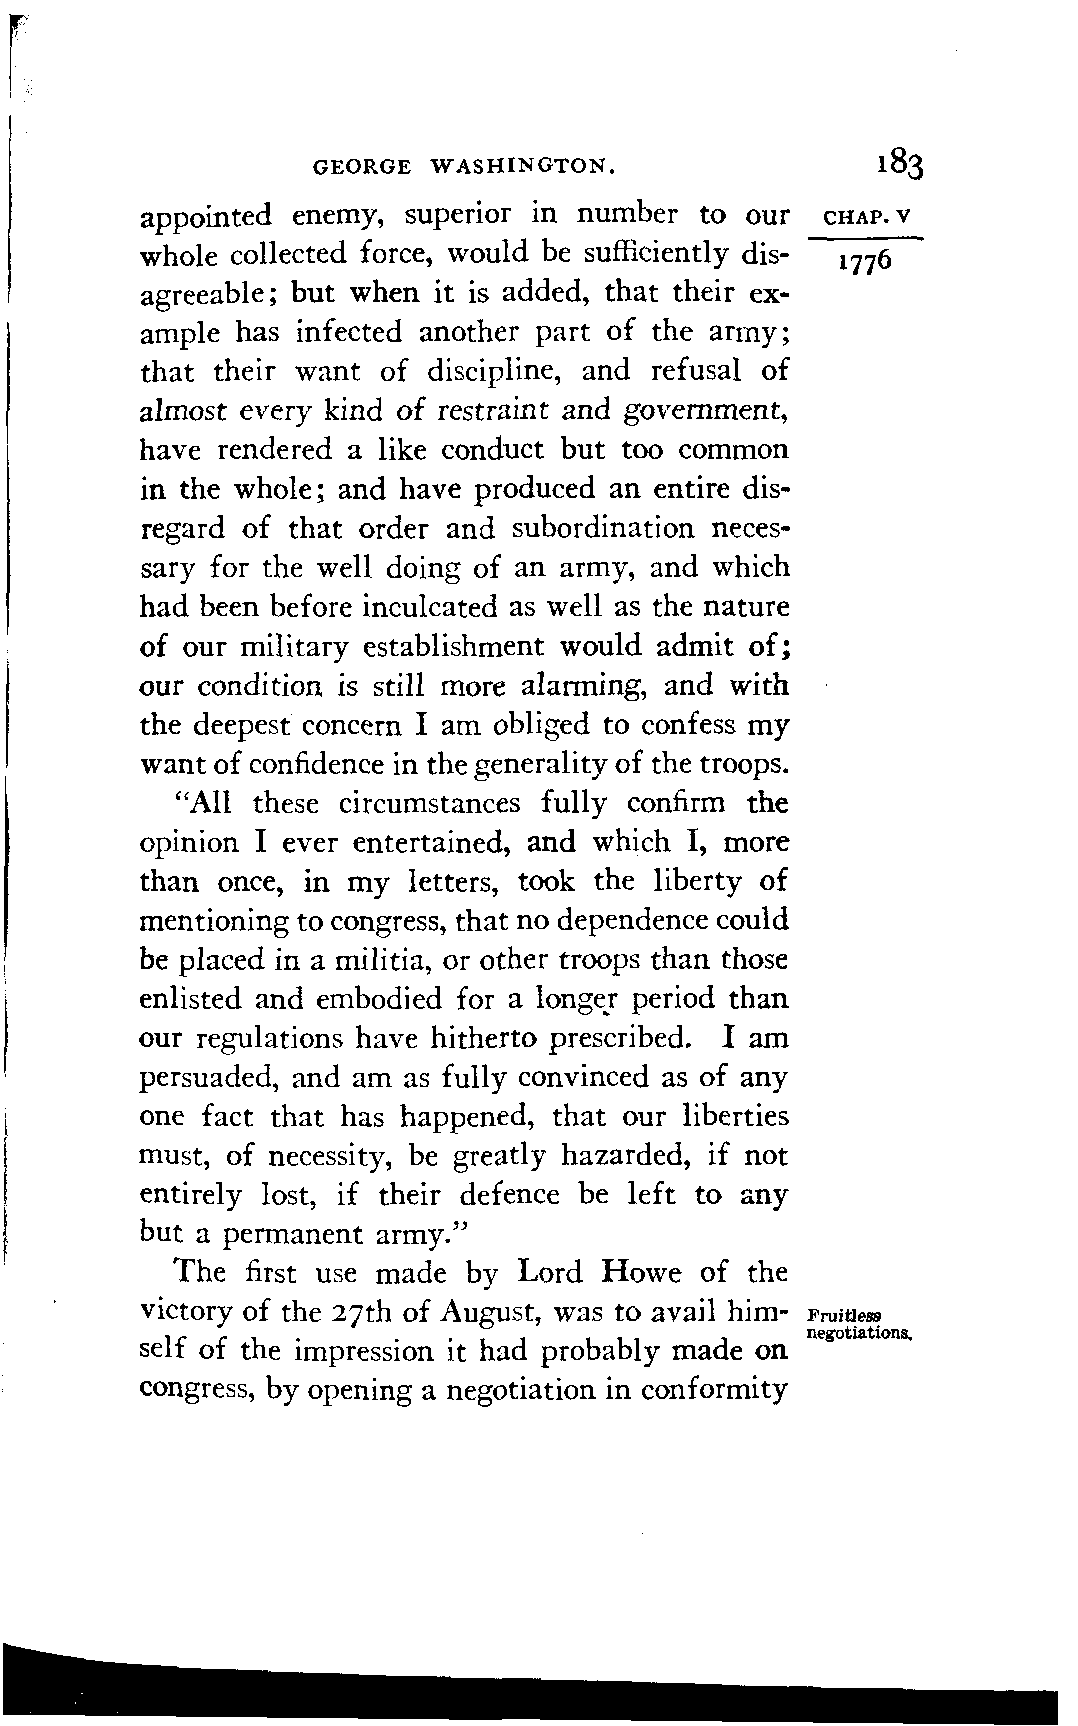 GEORGE WASHINGTON. 183
appointed enemy, superior in number to our CHAP. V
whole collected force, would be sufficiently dis- 1776
agreeable; but when it is added, that their ex-
ample has infected another part of the army;
that their want of discipline, and refusal of
almost every kind of restraint and government,
have rendered a like conduct but too common
in the whole; and have produced an entire dis-
regard of that order and subordination neces-
sary for the well doing of an army, and which
had been before inculcated as well as the nature
of our military establishment would admit of;
our condition is still more alarming, and with
the deepest concern I am obliged to confess my
want of confidence in the generality of the troops.
"All these circumstances fully confirm the
opinion I ever entertained, and which I, more
than once, in my letters, took the liberty of
mentioning to congress, that no dependence could
be placed in a militia, or other troops than those
enlisted and embodied for a longer period than
our regulations have hitherto prescribed. I am
persuaded, and am as fully convinced as of any
one fact that has happened, that our liberties
must, of necessity, be greatly hazarded, if not
entirely lost, if their defence be left to any
but a permanent army."
The first use made by Lord Howe of the
victory of the 27th of August, was to avail him- Fruitless
self of the impression it had probably made on negotiations.
congress, by opening a negotiation in conformity